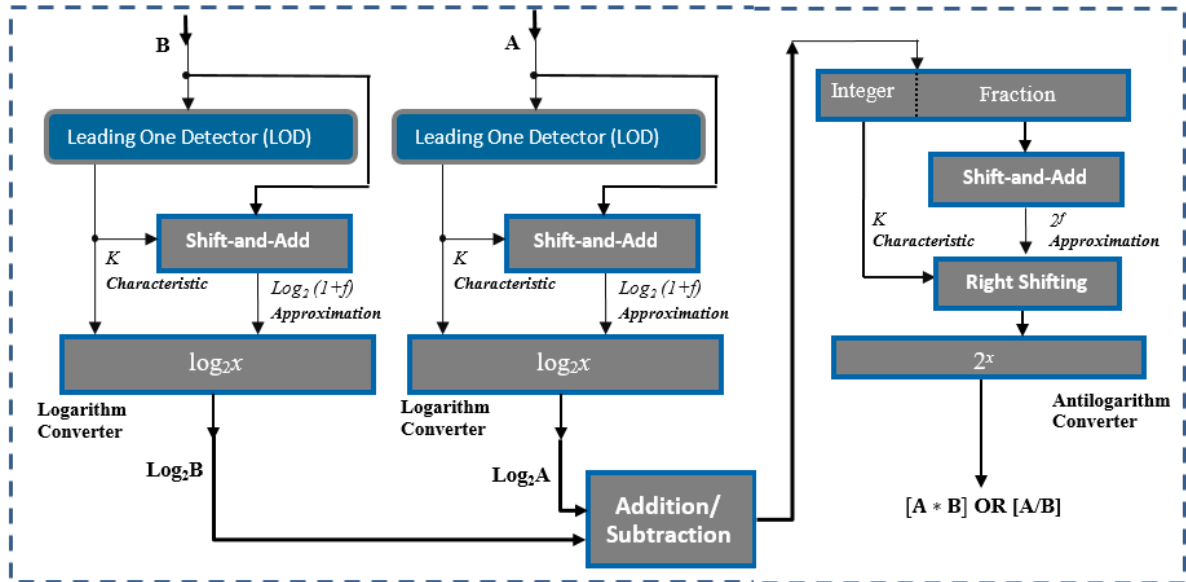 B
Leading One Detector (LOD)
Shift-and-Add
K
Characteristic
Log₂ (1+f)
Approximation
log₂x
Logarithm
Converter
Log₂B
A
Leading One Detector (LOD)
Shift-and-Add
K
Characteristic
Log₂ (1+f)
Approximation
log₂x
Logarithm
Converter
Log₂A
Addition/
Subtraction
Integer
Fraction
Shift-and-Add
K
Characteristic
2ᶠ
Approximation
Right Shifting
2ˣ
Antilogarithm
Converter
[A * B] OR [A/B]